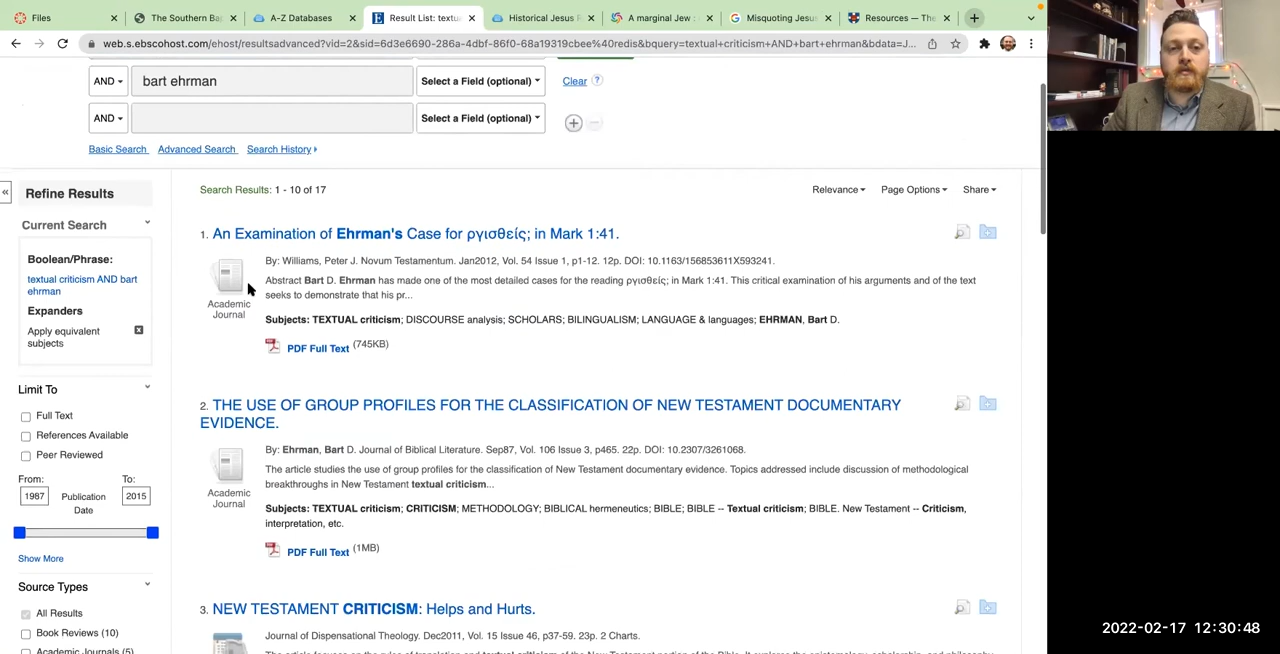 Files
The Southern Ba
A-Z Databases
Result List: textu
Historical Jesus R
A marginal Jew :
Misquoting Jesus
Resources — The
web.s.ebscohost.com/ehost/resultsadvanced?vid=2&sid=6d3e6690-286a-4dbf-86f0-68a19319cbee%40redis&bquery=textual+criticism+AND+bart+ehrman&bdata=J...
AND
bart ehrman
Select a Field (optional)
Clear
?
AND
Select a Field (optional)
Basic Search
Advanced Search
Search History
Refine Results
Current Search
Boolean/Phrase:
textual criticism AND bart
ehrman
Expanders
Apply equivalent
subjects
Limit To
Full Text
References Available
Peer Reviewed
From:
To:
1987
Publication
Date
2015
Show More
Source Types
All Results
Book Reviews (10)
Academic Journals (5)
Search Results: 1 - 10 of 17
Relevance
Page Options
Share
1. An Examination of Ehrman's Case for ργισθείς; in Mark 1:41.
By: Williams, Peter J. Novum Testamentum. Jan2012, Vol. 54 Issue 1, p1-12. 12p. DOI: 10.1163/156853611X593241.
Abstract Bart D. Ehrman has made one of the most detailed cases for the reading ργισθείς; in Mark 1:41. This critical examination of his arguments and of the text
seeks to demonstrate that his pr...
Academic
Journal
Subjects: TEXTUAL criticism; DISCOURSE analysis; SCHOLARS; BILINGUALISM; LANGUAGE & languages; EHRMAN, Bart D.
PDF Full Text (745KB)
2. THE USE OF GROUP PROFILES FOR THE CLASSIFICATION OF NEW TESTAMENT DOCUMENTARY
EVIDENCE.
By: Ehrman, Bart D. Journal of Biblical Literature. Sep87, Vol. 106 Issue 3, p465. 22p. DOI: 10.2307/3261068.
The article studies the use of group profiles for the classification of New Testament documentary evidence. Topics addressed include discussion of methodological
breakthroughs in New Testament textual criticism...
Academic
Journal
Subjects: TEXTUAL criticism; CRITICISM; METHODOLOGY; BIBLICAL hermeneutics; BIBLE; BIBLE -- Textual criticism; BIBLE. New Testament -- Criticism,
interpretation, etc.
PDF Full Text (1MB)
3. NEW TESTAMENT CRITICISM: Helps and Hurts.
Journal of Dispensational Theology. Dec2011, Vol. 15 Issue 46, p37-59. 23p. 2 Charts.
2022-02-17 12:30:48